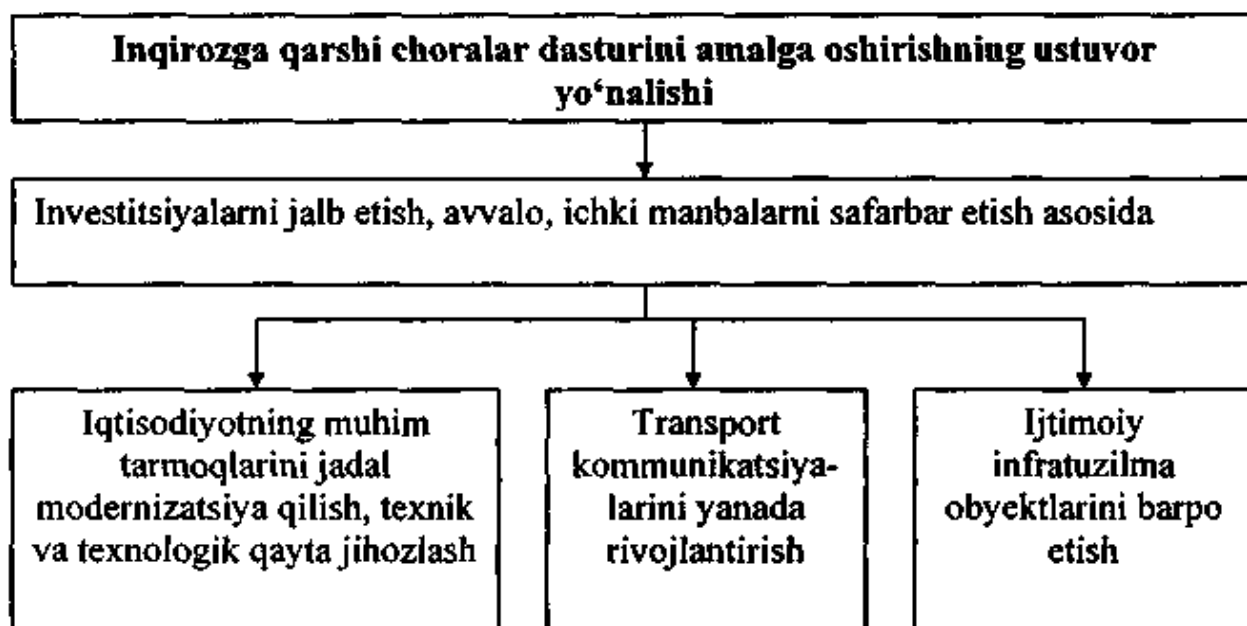 Inqirozga qarshi choralar dasturini amalga oshirishning ustuvor
yo‘nalishi
Investitsiyalarni jalb etish, avvalo, ichki manbalarni safarbar etish asosida
Iqtisodiyotning muhim
tarmoqlarini jadal
modernizatsiya qilish, texnik
va texnologik qayta jihozlash
Transport
kommunikatsiya-
larini yanada
rivojlantirish
Ijtimoiy
infratuzilma
obyektlarini barpo
etish